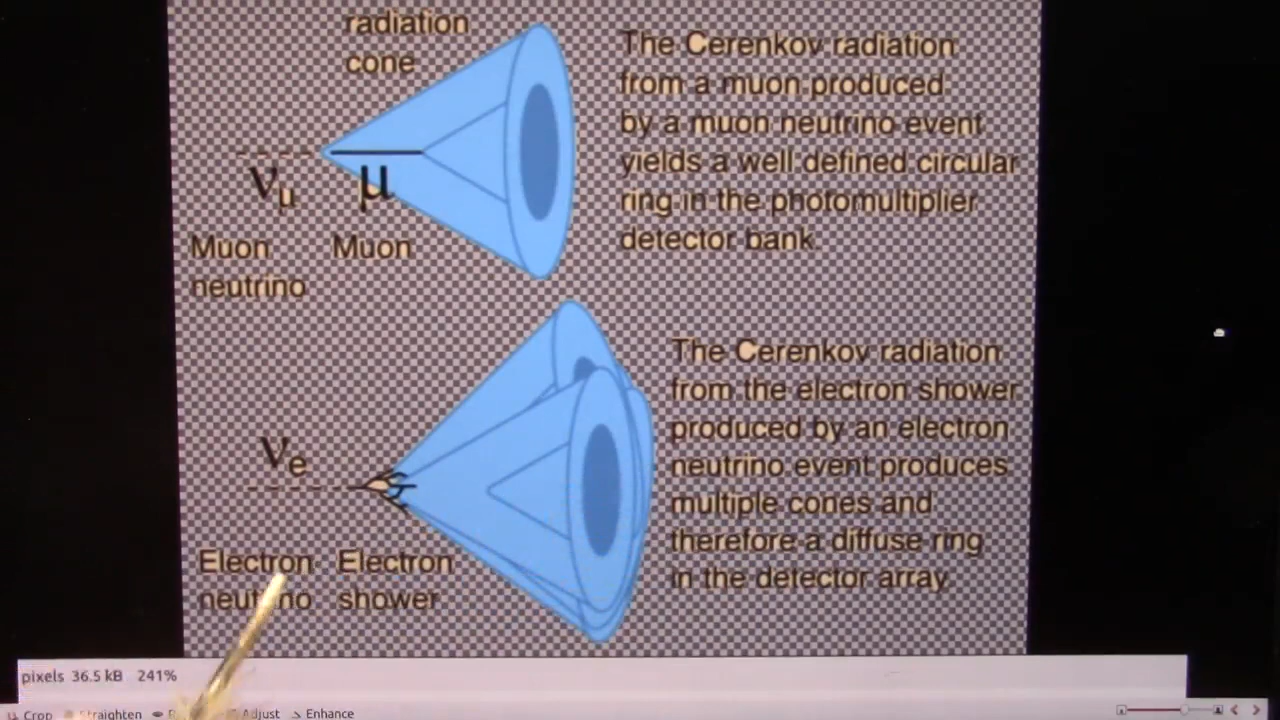 radiation
cone
The Cerenkov radiation
from a muon produced
by a muon neutrino event
yields a well defined circular
ring in the photomultiplier
detector bank.
νμ
μ
Muon
neutrino
Muon
The Cerenkov radiation
from the electron shower
produced by an electron
neutrino event produces
multiple cones and
therefore a diffuse ring
in the detector array.
νe
Electron
neutrino
Electron
shower
pixels 36.5 kB 241%
Crop Straighten Adjust Enhance